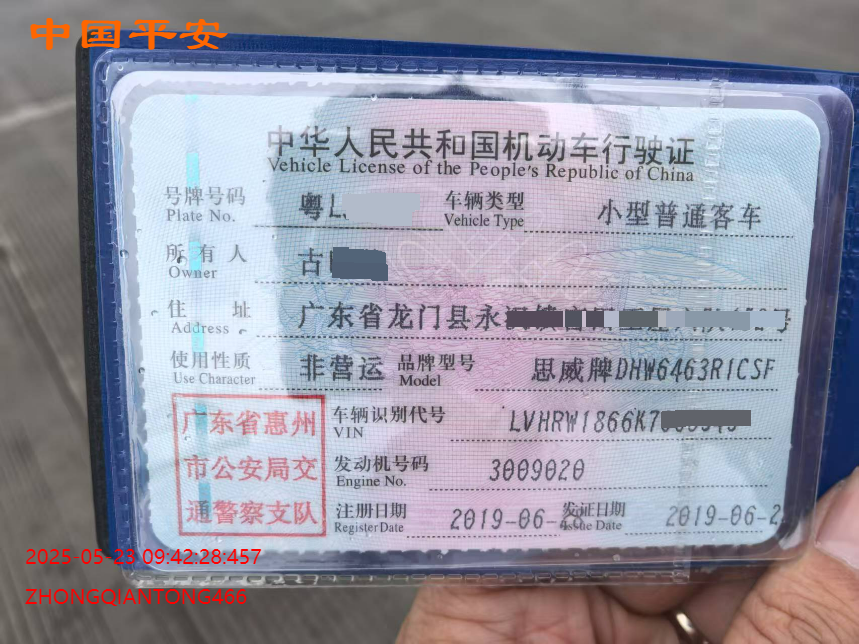 中国平安
中华人民共和国机动车行驶证
Vehicle License of the People's Republic of China
号牌号码 粤L 车辆类型 小型普通客车
Plate No. Vehicle Type
所有人 古
Owner
住址 广东省龙门县永
Address
使用性质 非营运 品牌型号 思威牌DHW6463R1CSF
Use Character Model
广东省惠州 车辆识别代号 LVHRW1866K7
VIN
市公安局交 发动机号码 3009020
Engine No.
通警察支队 注册日期 2019-06- 发证日期 2019-06-2
Register Date Issue Date
2025-05-23 09:42:28:457
ZHONGQIANTONG466